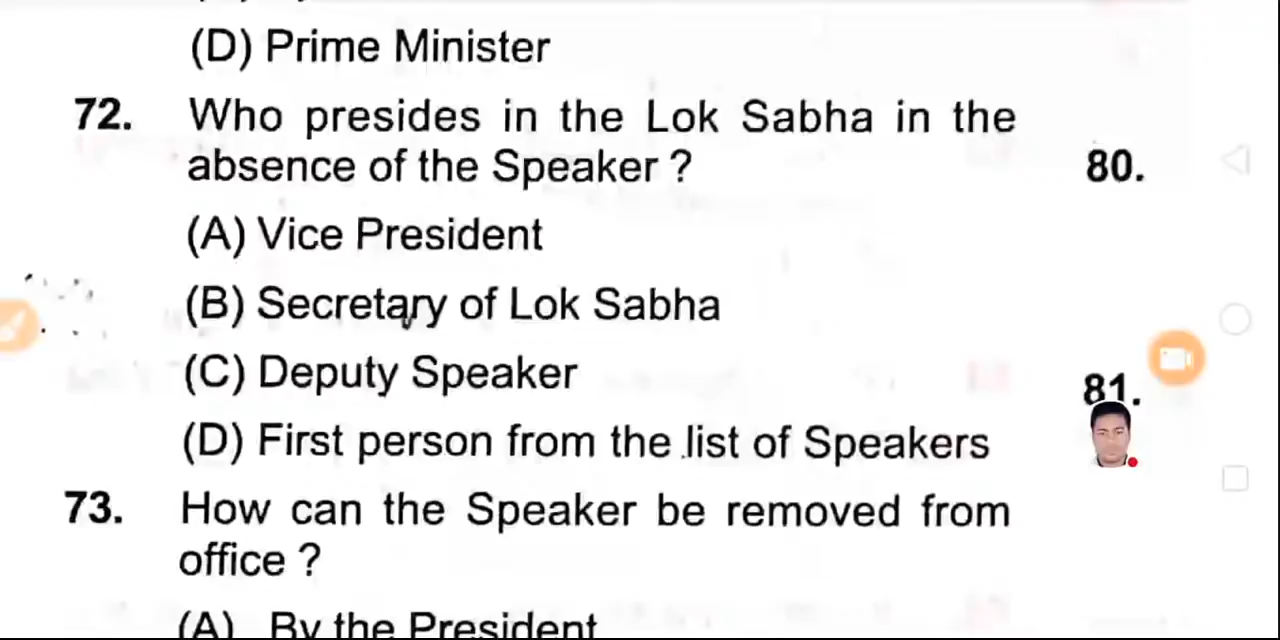 (D) Prime Minister
72. Who presides in the Lok Sabha in the
absence of the Speaker ?
(A) Vice President
(B) Secretary of Lok Sabha
(C) Deputy Speaker
(D) First person from the list of Speakers
73. How can the Speaker be removed from
office ?
(A) By the President
80.
81.